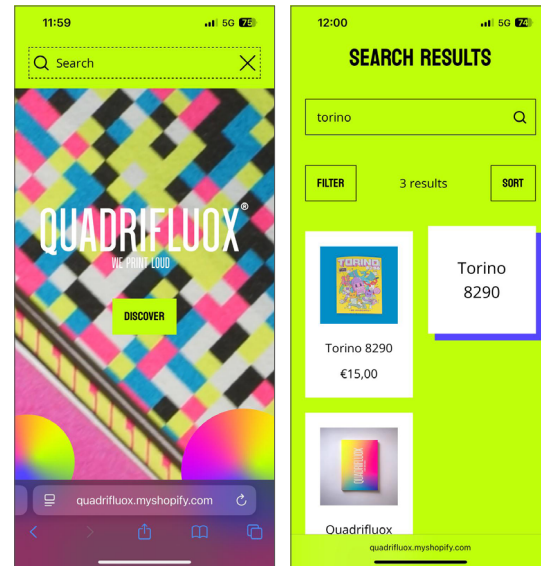 11:59
5G 75
Search
QUADRIFLUOX®
WE PRINT LOUD
DISCOVER
quadrifluox.myshopify.com
12:00
5G 74
SEARCH RESULTS
torino
FILTER
3 results
SORT
TORINO
Torino 8290
€15,00
Torino
8290
QUADRIFLUOX
Quadrifluox
quadrifluox.myshopify.com